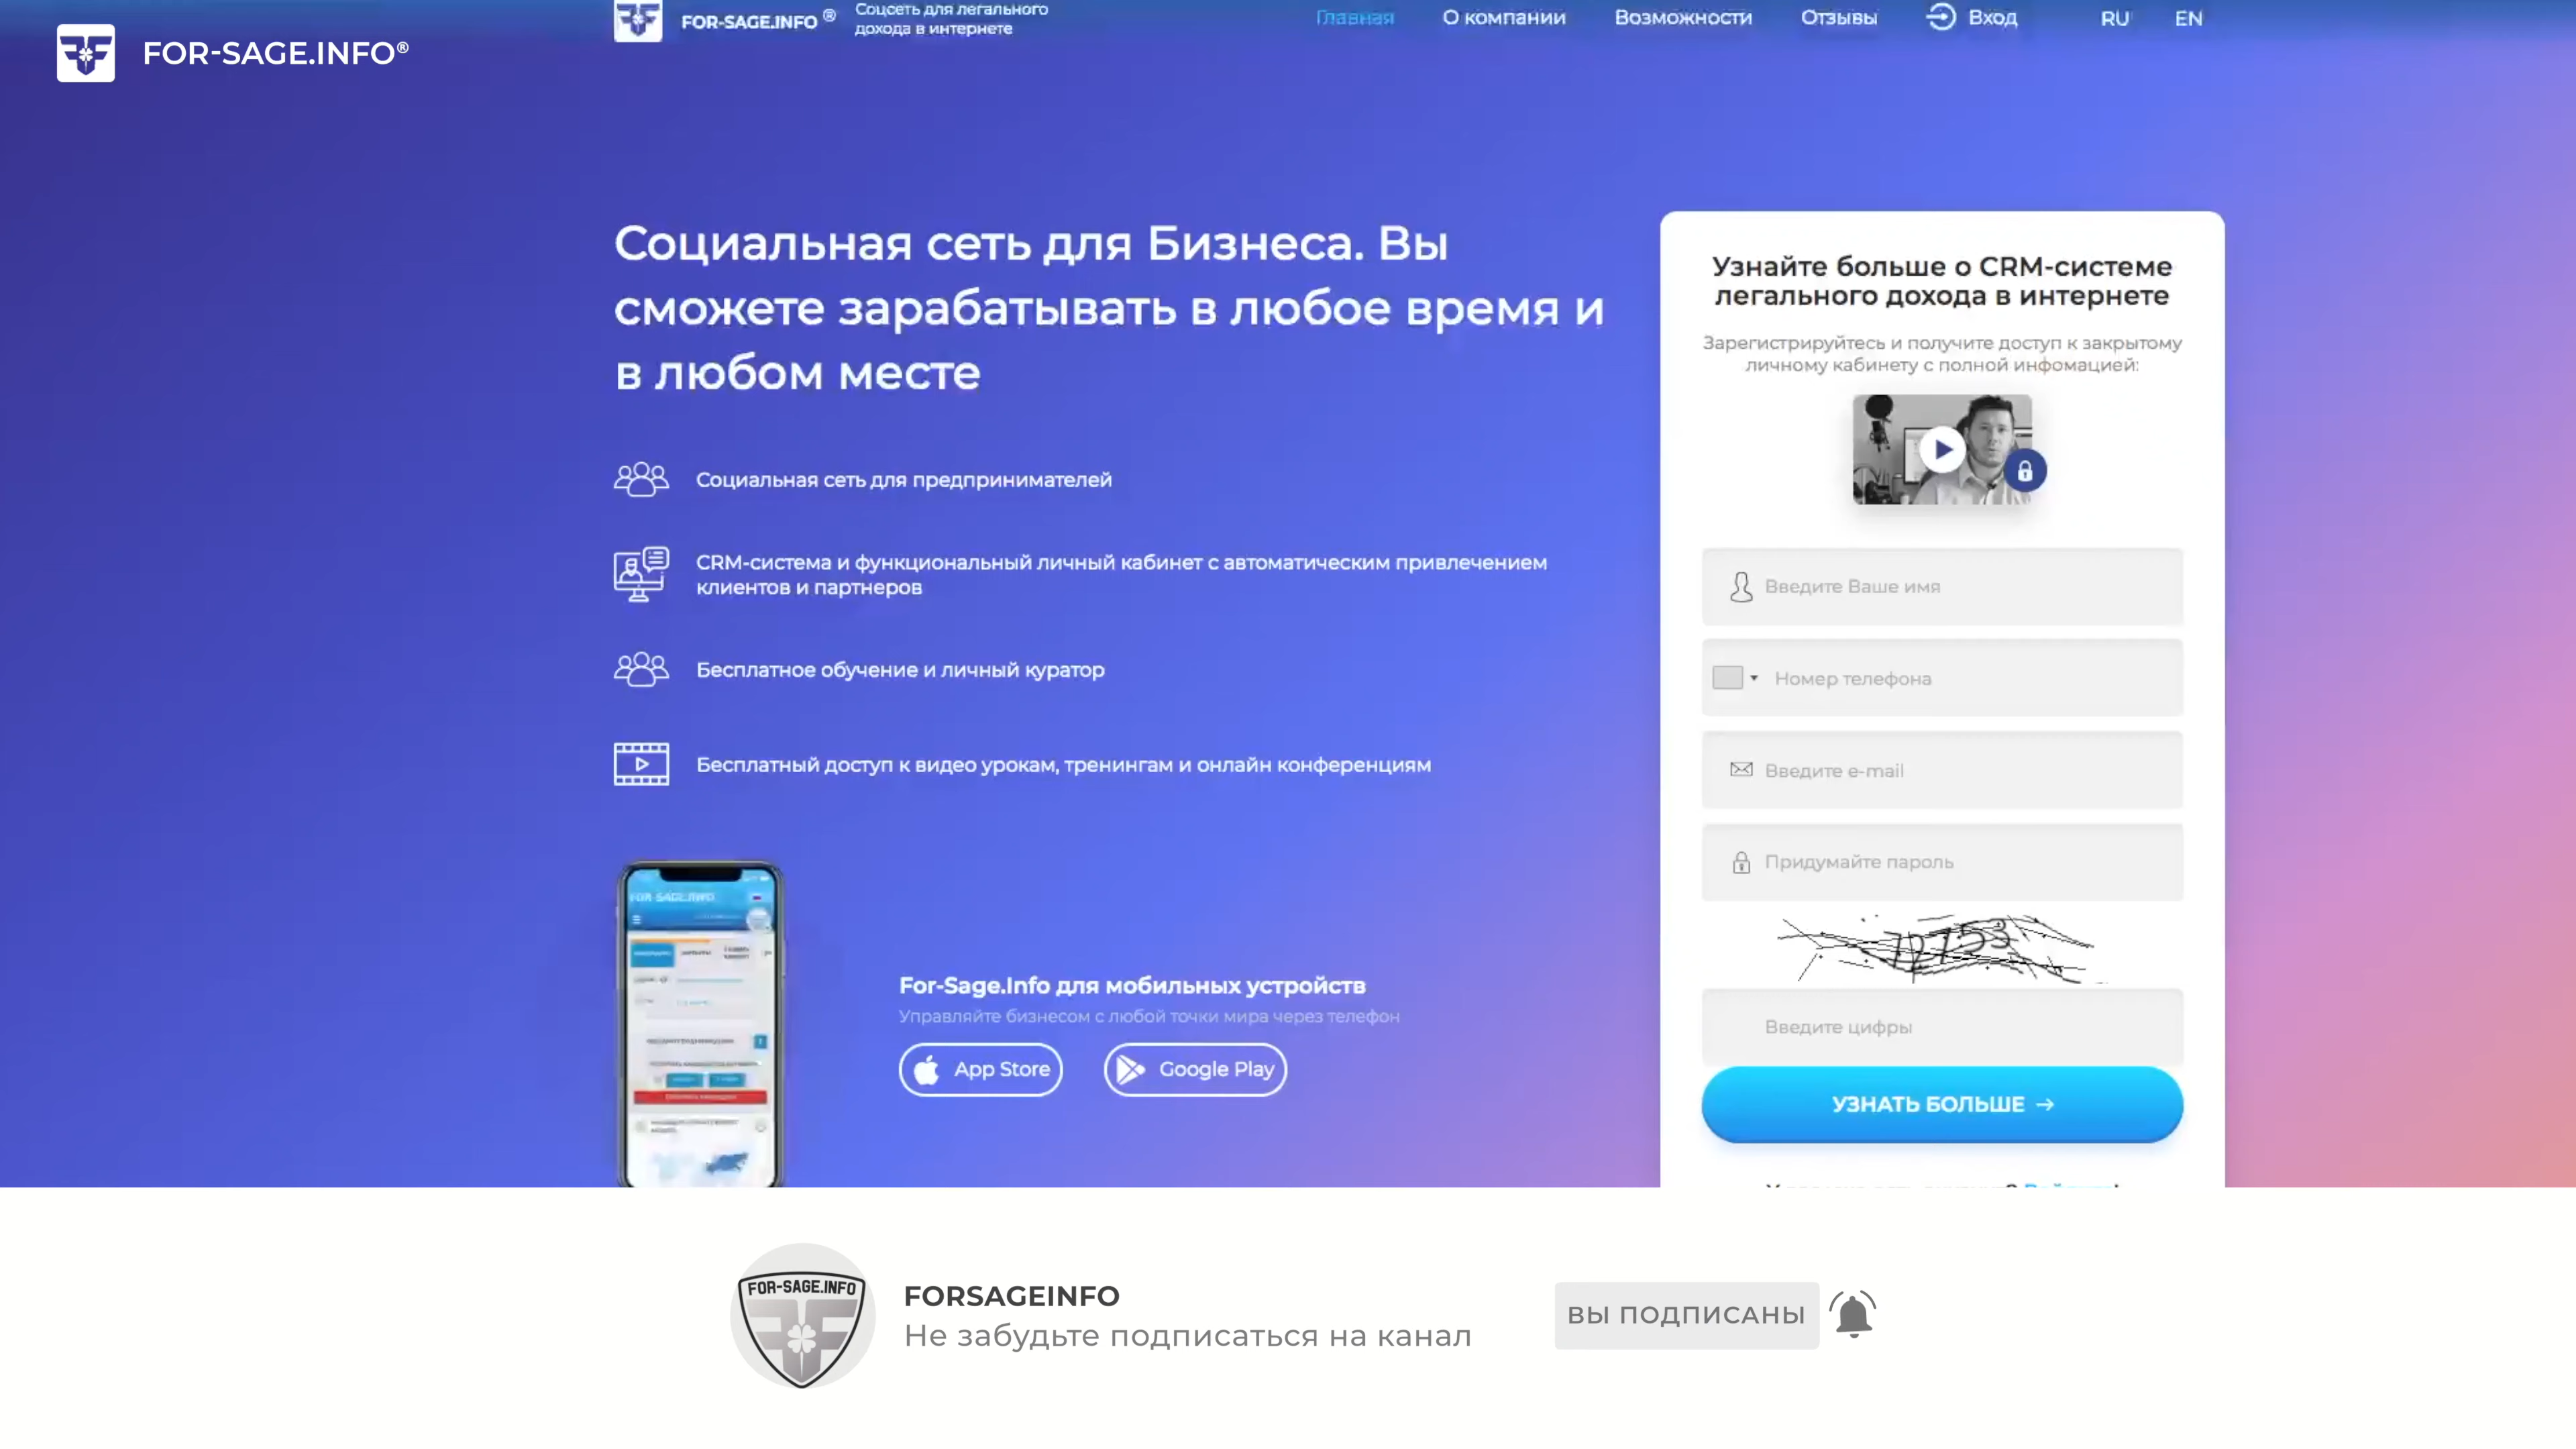 FOR-SAGE.INFO®
FOR-SAGE.INFO ®
Соцсеть для легального
дохода в интернете
Главная
О компании
Возможности
Отзывы
Вход
RU
EN
Социальная сеть для Бизнеса. Вы
сможете зарабатывать в любое время и
в любом месте
Социальная сеть для предпринимателей
CRM-система и функциональный личный кабинет с автоматическим привлечением
клиентов и партнеров
Бесплатное обучение и личный куратор
Бесплатный доступ к видео урокам, тренингам и онлайн конференциям
FOR-SAGE.INFO
For-Sage.Info для мобильных устройств
Управляйте бизнесом с любой точки мира через телефон
App Store
Google Play
Узнайте больше о CRM-системе
легального дохода в интернете
Зарегистрируйтесь и получите доступ к закрытому
личному кабинету с полной инфомацией:
Введите Ваше имя
Номер телефона
Введите e-mail
Придумайте пароль
Введите цифры
УЗНАТЬ БОЛЬШЕ →
FOR-SAGE.INFO
FORSAGEINFO
Не забудьте подписаться на канал
ВЫ ПОДПИСАНЫ